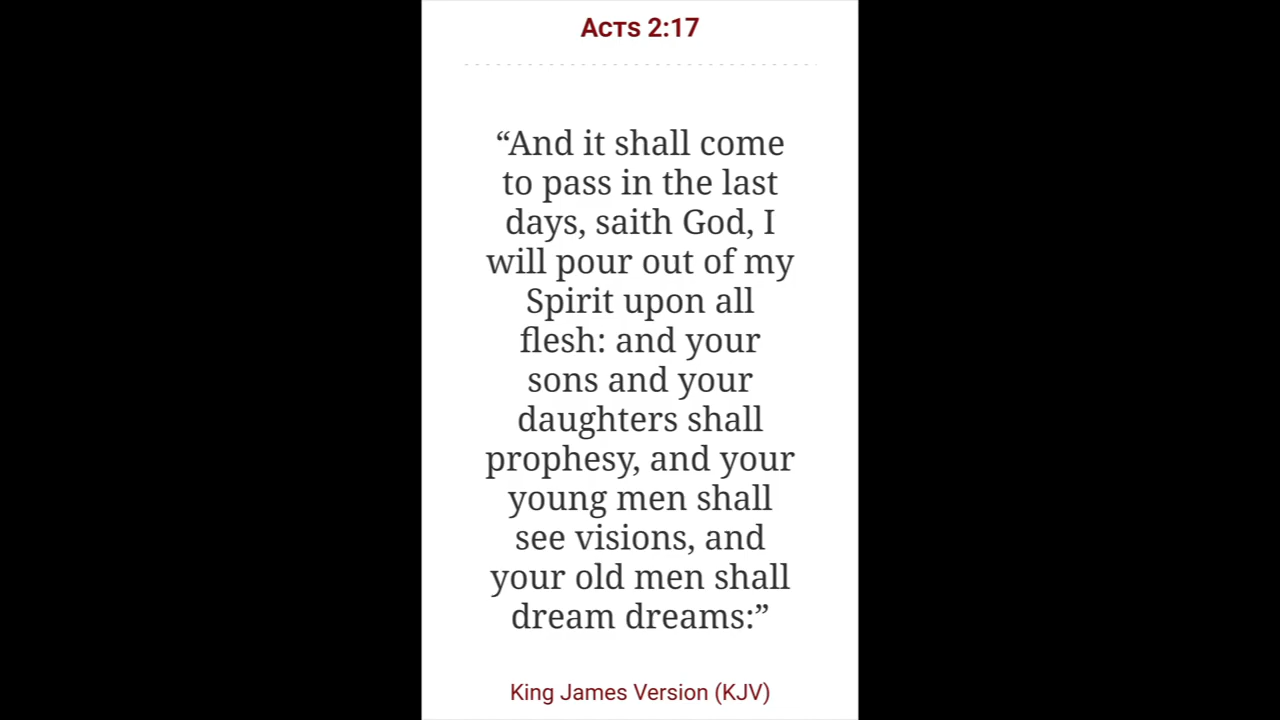 Acts 2:17
“And it shall come
to pass in the last
days, saith God, I
will pour out of my
Spirit upon all
flesh: and your
sons and your
daughters shall
prophesy, and your
young men shall
see visions, and
your old men shall
dream dreams:”
King James Version (KJV)